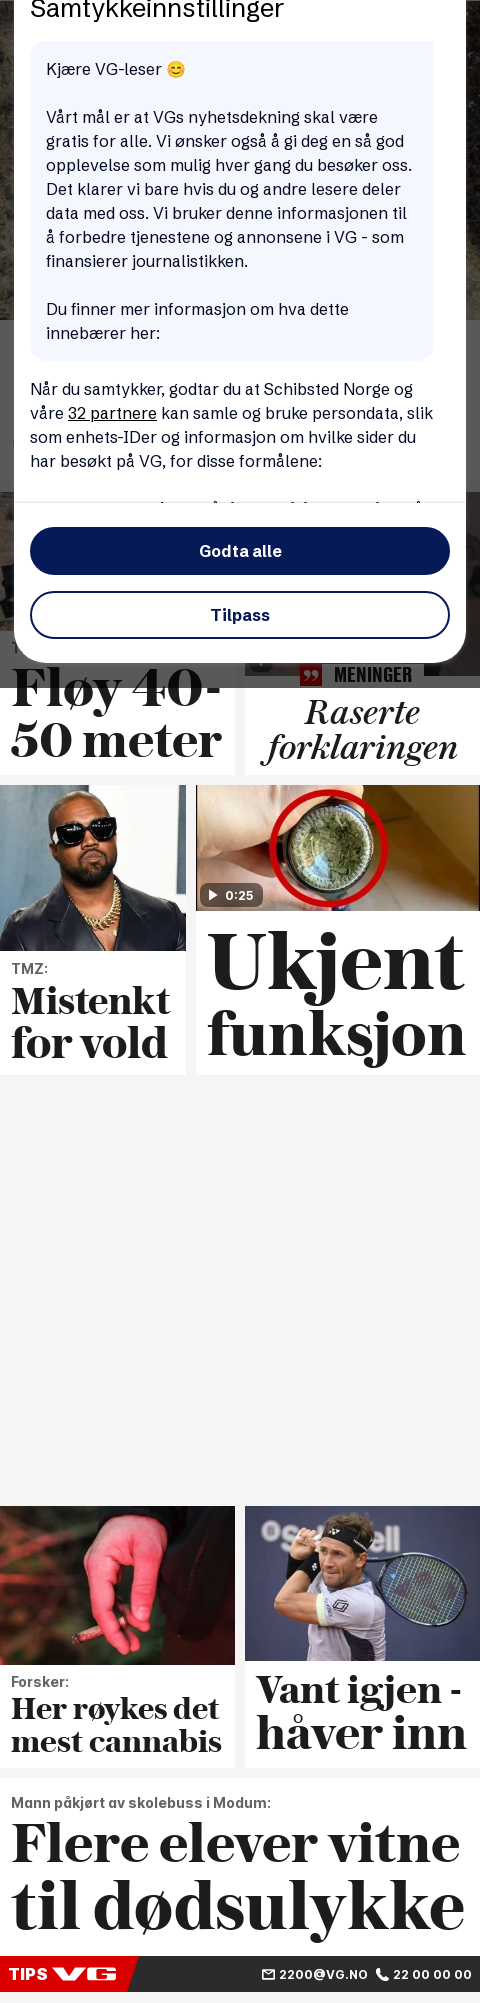 Samtykkeinnstillinger
Kjære VG-leser 😊
Vårt mål er at VGs nyhetsdekning skal være
gratis for alle. Vi ønsker også å gi deg en så god
opplevelse som mulig hver gang du besøker oss.
Det klarer vi bare hvis du og andre lesere deler
data med oss. Vi bruker denne informasjonen til
å forbedre tjenestene og annonsene i VG - som
finansierer journalistikken.
Du finner mer informasjon om hva dette
innebærer her:
Når du samtykker, godtar du at Schibsted Norge og
våre 32 partnere kan samle og bruke persondata, slik
som enhets-IDer og informasjon om hvilke sider du
har besøkt på VG, for disse formålene:
Godta alle
Tilpass
Fløy 40-
50 meter
MENINGER
Raserte
forklaringen
TMZ:
Mistenkt
for vold
0:25
Ukjent
funksjon
Forsker:
Her røykes det
mest cannabis
Vant igjen -
håver inn
Mann påkjørt av skolebuss i Modum:
Flere elever vitne
til dødsulykke
TIPS VG
2200@VG.NO 22 00 00 00